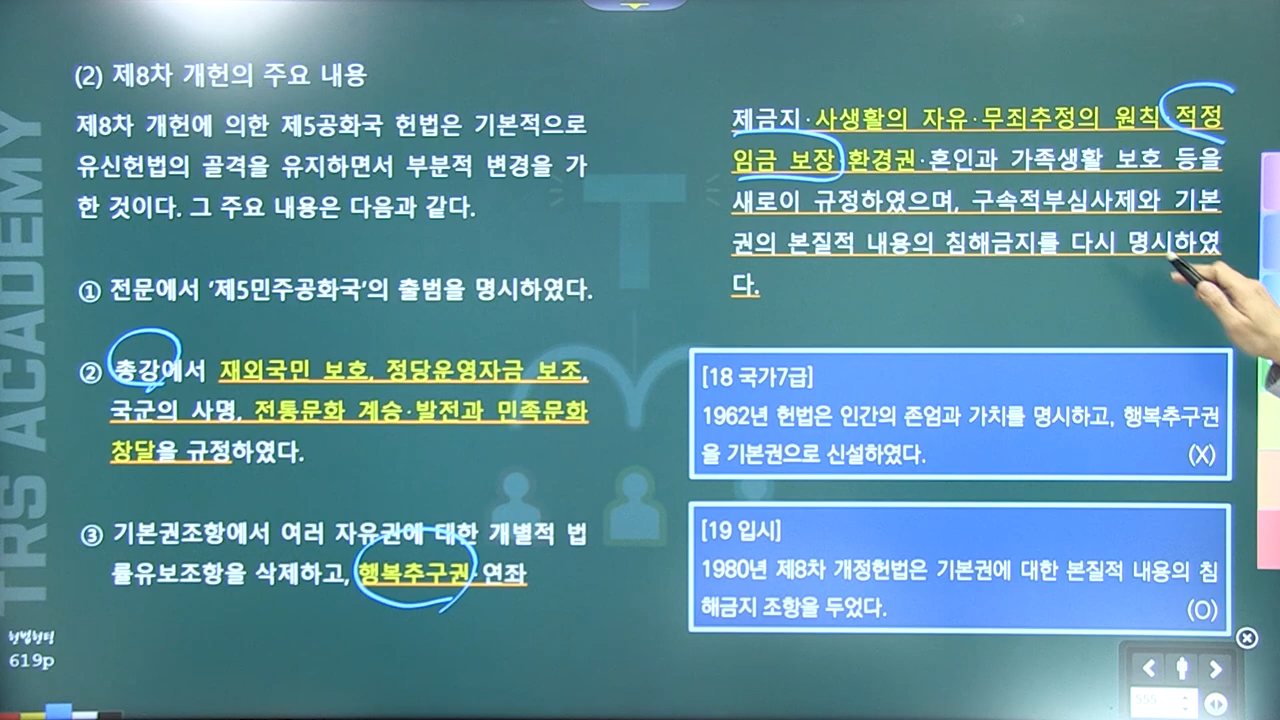 (2) 제8차 개헌의 주요 내용
제8차 개헌에 의한 제5공화국 헌법은 기본적으로
유신헌법의 골격을 유지하면서 부분적 변경을 가
한 것이다. 그 주요 내용은 다음과 같다.
① 전문에서 '제5민주공화국'의 출범을 명시하였다.
② 총강에서 재외국민 보호, 정당운영자금 보조,
국군의 사명, 전통문화 계승·발전과 민족문화
창달을 규정하였다.
③ 기본권조항에서 여러 자유권에 대한 개별적 법
률유보조항을 삭제하고, 행복추구권·연좌
제금지·사생활의 자유·무죄추정의 원칙·적정
임금 보장·환경권·혼인과 가족생활 보호 등을
새로이 규정하였으며, 구속적부심사제와 기본
권의 본질적 내용의 침해금지를 다시 명시하였
다.
[18 국가7급]
1962년 헌법은 인간의 존엄과 가치를 명시하고, 행복추구권
을 기본권으로 신설하였다. (X)
[19 입시]
1980년 제8차 개정헌법은 기본권에 대한 본질적 내용의 침
해금지 조항을 두었다. (O)
TRS ACADEMY
619p
555